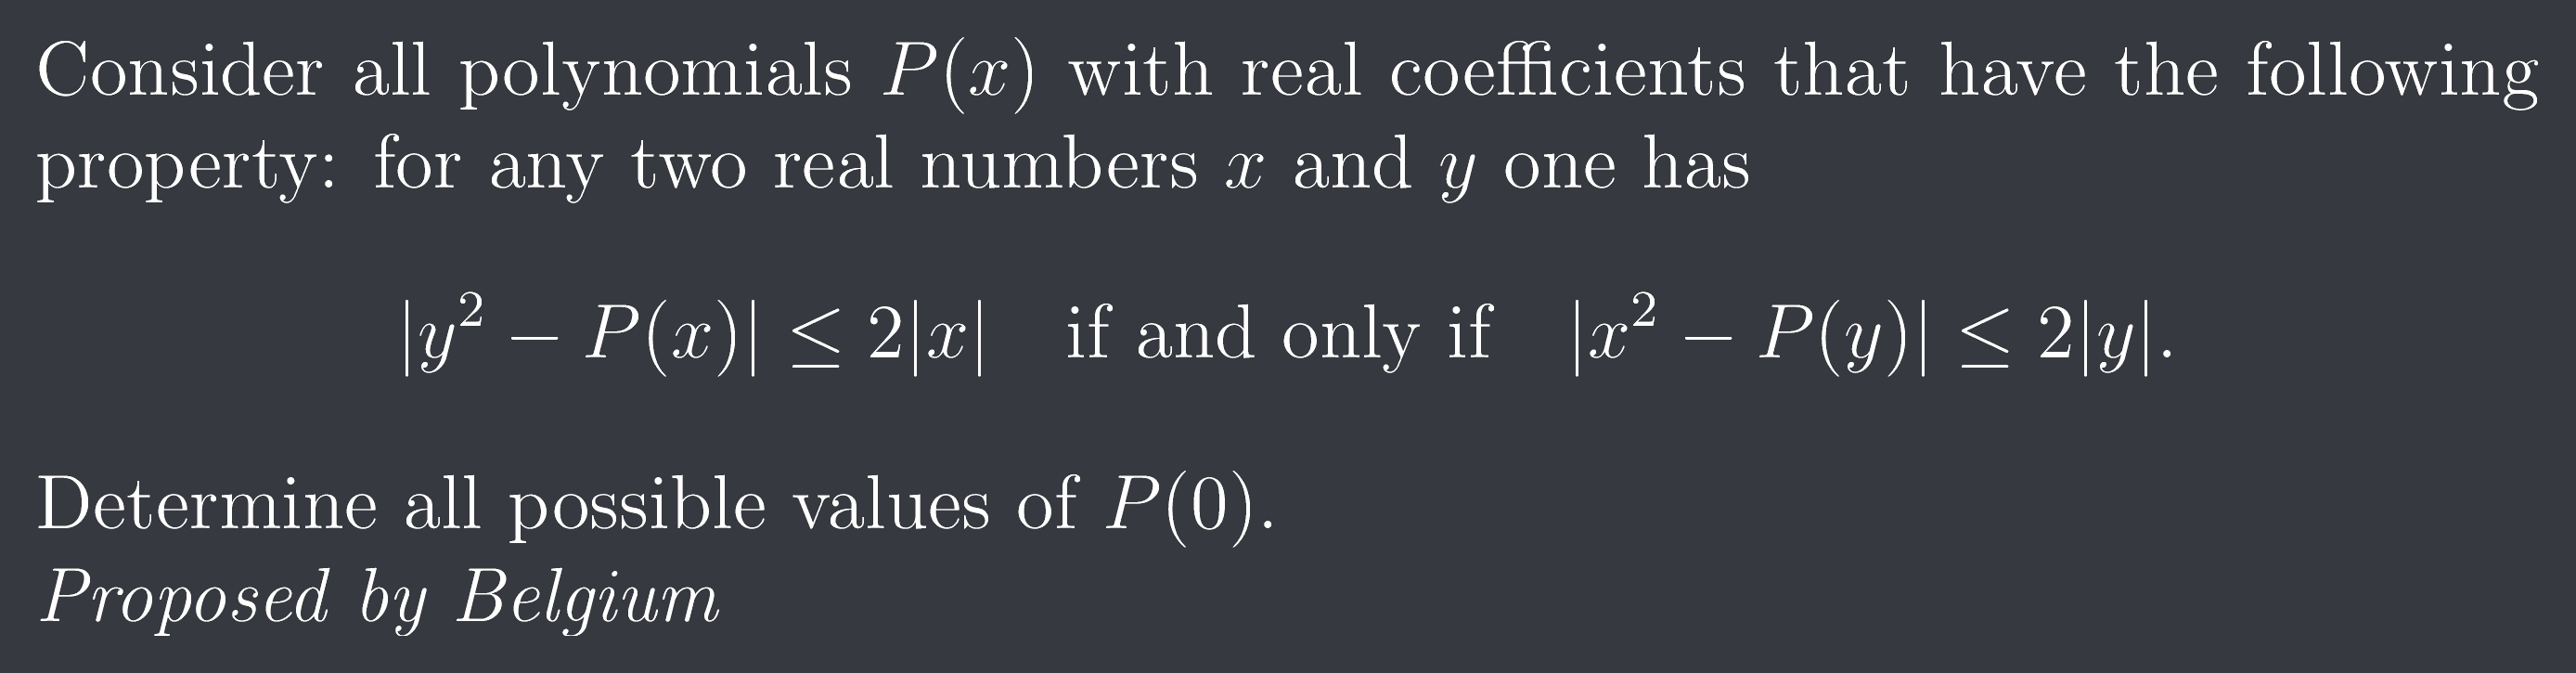 Consider all polynomials P(x) with real coefficients that have the following
property: for any two real numbers x and y one has
|y² − P(x)| ≤ 2|x| if and only if |x² − P(y)| ≤ 2|y|.
Determine all possible values of P(0).
Proposed by Belgium